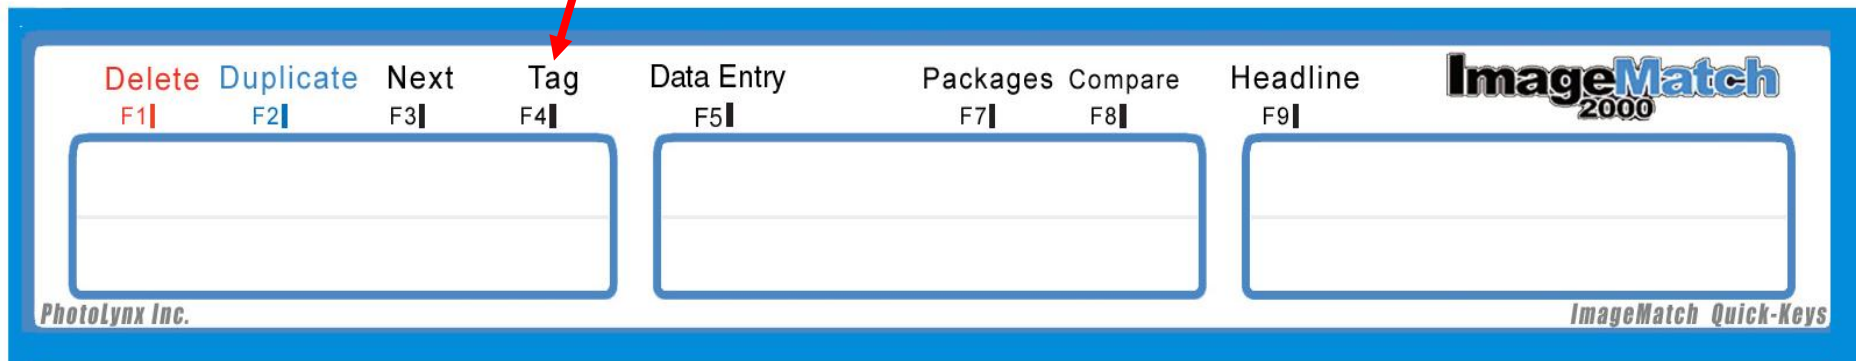 Delete Duplicate Next Tag Data Entry Packages Compare Headline ImageMatch
2000
F1 F2 F3 F4 F5 F7 F8 F9
PhotoLynx Inc. ImageMatch Quick-Keys